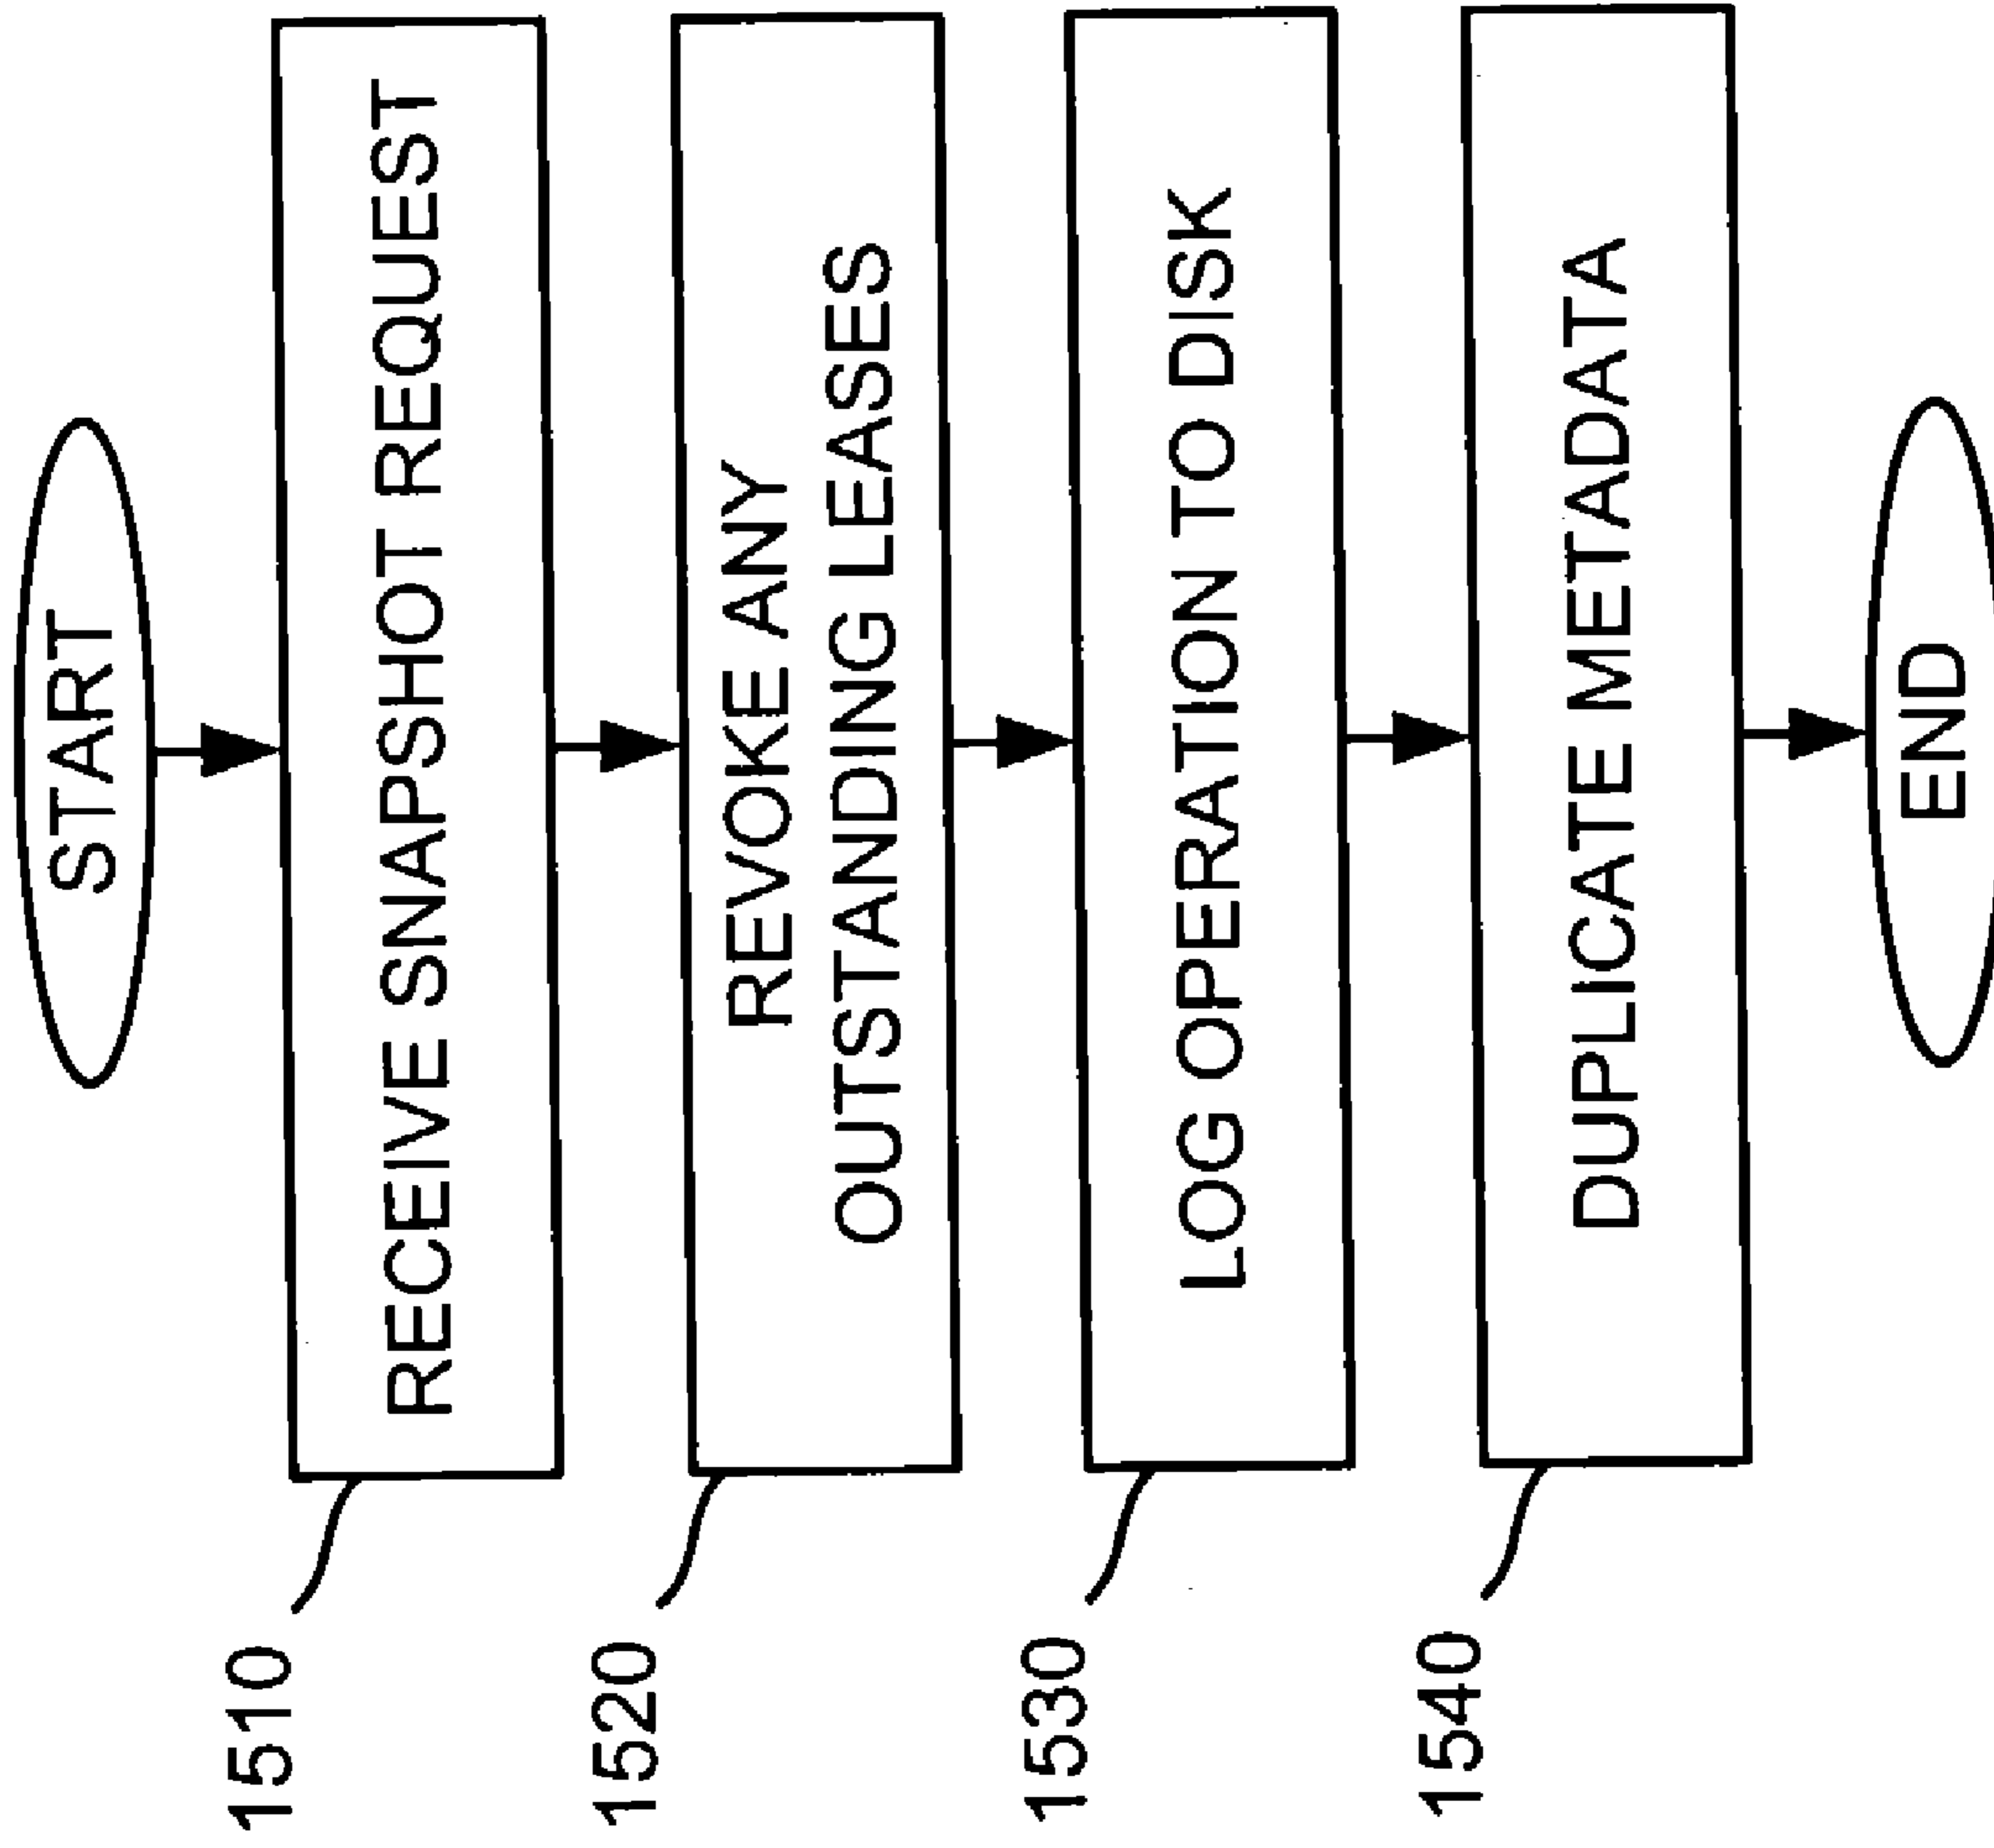 START
1510
RECEIVE SNAPSHOT REQUEST
1520
REVOKE ANY
OUTSTANDING LEASES
1530
LOG OPERATION TO DISK
1540
DUPLICATE METADATA
END